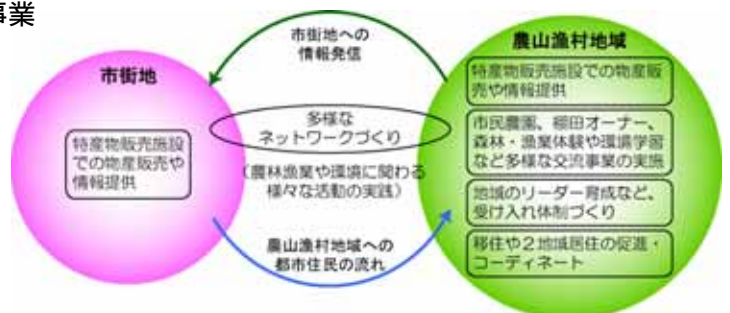 事業
市街地への
情報発信
農山漁村地域
市街地
特産物販売施設での物産販
売や情報提供
多様な
ネットワークづくり
市民農園、棚田オーナー、
森林・漁業体験や環境学習
など多様な交流事業の実施
特産物販売施設
での物産販売や
情報提供
(農林漁業や環境に関わる
様々な活動の実践)
地域のリーダー育成など、
受け入れ体制づくり
農山漁村地域への
都市住民の流れ
移住や2地域居住の促進・
コーディネート